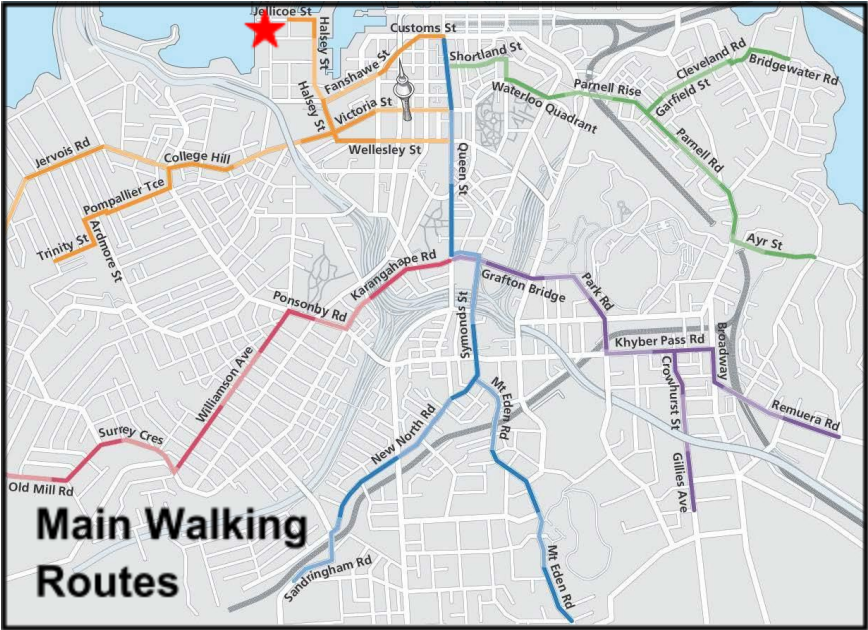 Jellicoe St
Halsey St
Customs St
Fanshawe St
Shortland St
Cleveland Rd
Bridgewater Rd
Parnell Rise
Garfield St
Waterloo Quadrant
Halsey St
Victoria St
Wellesley St
Queen St
Parnell Rd
Jervois Rd
College Hill
Pompallier Tce
Ardmore St
Trinity St
Ayr St
Karangahape Rd
Grafton Bridge
Park Rd
Ponsonby Rd
Symonds St
Khyber Pass Rd
Broadway
Williamson Ave
Crowhurst St
Mt Eden Rd
Remuera Rd
New North Rd
Surrey Cres
Gillies Ave
Old Mill Rd
Main Walking
Routes
Sandringham Rd
Mt Eden Rd